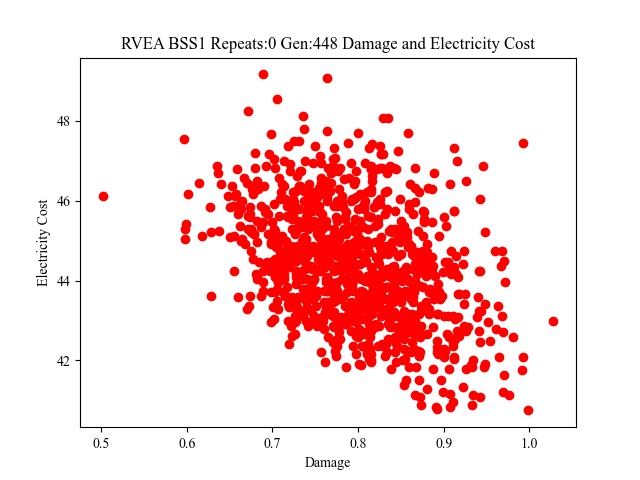 RVEA BSS1 Repeats:0 Gen:448 Damage and Electricity Cost
48
46
44
42
Electricity Cost
0.5 0.6 0.7 0.8 0.9 1.0
Damage